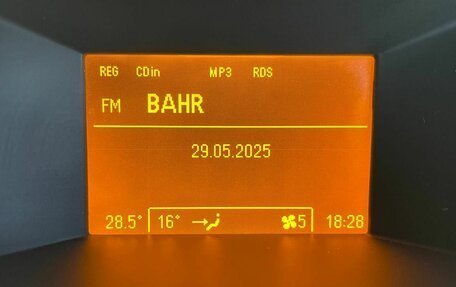 REG CDin MP3 RDS
FM BAHR
29.05.2025
28.5° 16° 5 18:28